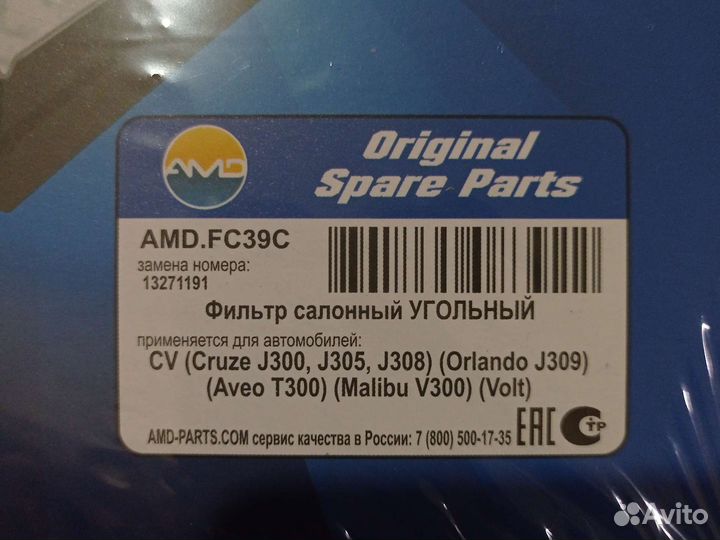 AMD
Original
Spare Parts
AMD.FC39C
замена номера:
13271191
Фильтр салонный УГОЛЬНЫЙ
применяется для автомобилей:
CV (Cruze J300, J305, J308) (Orlando J309)
(Aveo T300) (Malibu V300) (Volt)
AMD-PARTS.COM сервис качества в России: 7 (800) 500-17-35
EAC
СТР
Avito